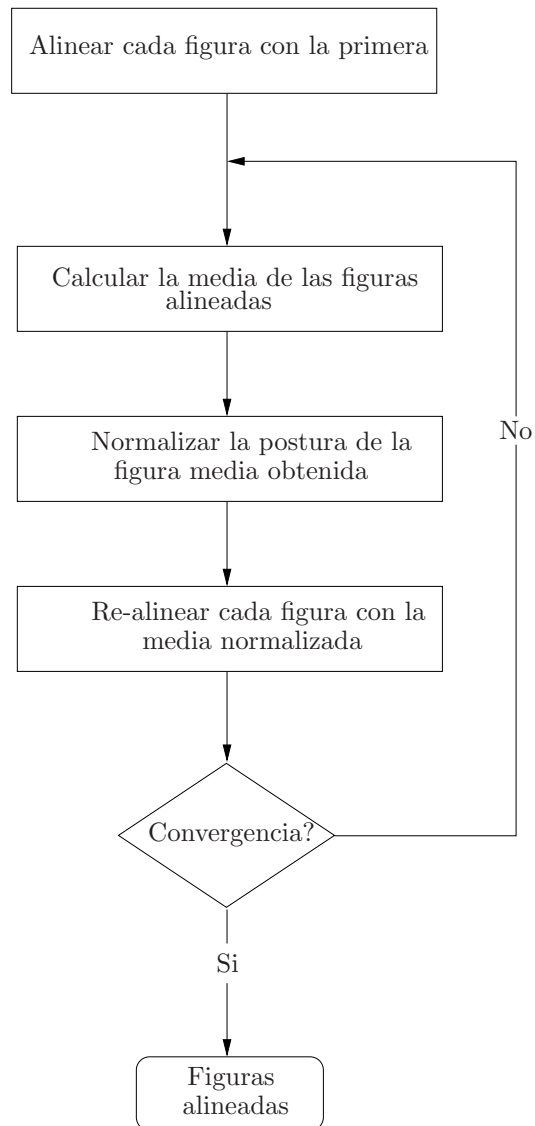 Alinear cada figura con la primera
Calcular la media de las figuras
alineadas
Normalizar la postura de la
figura media obtenida
No
Re-alinear cada figura con la
media normalizada
Convergencia?
Si
Figuras
alineadas